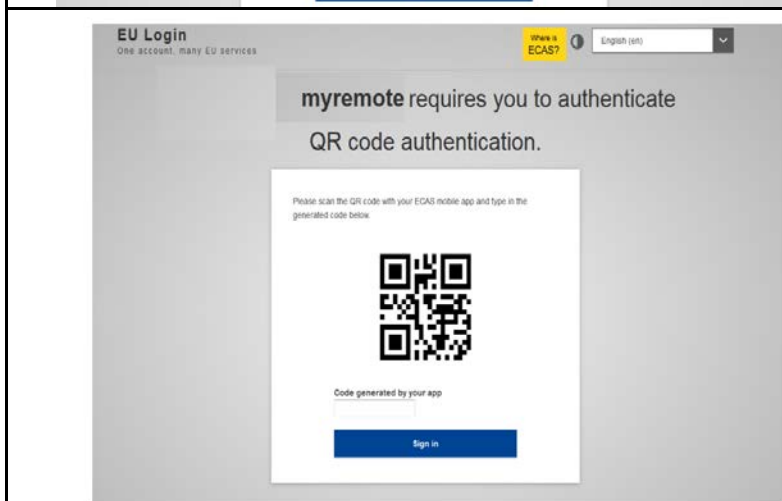 EU Login
One account, many EU services
Where is
ECAS?
English (en)
myremote requires you to authenticate
QR code authentication.
Please scan the QR code with your ECAS mobile app and type in the
generated code below.
Code generated by your app
Sign in